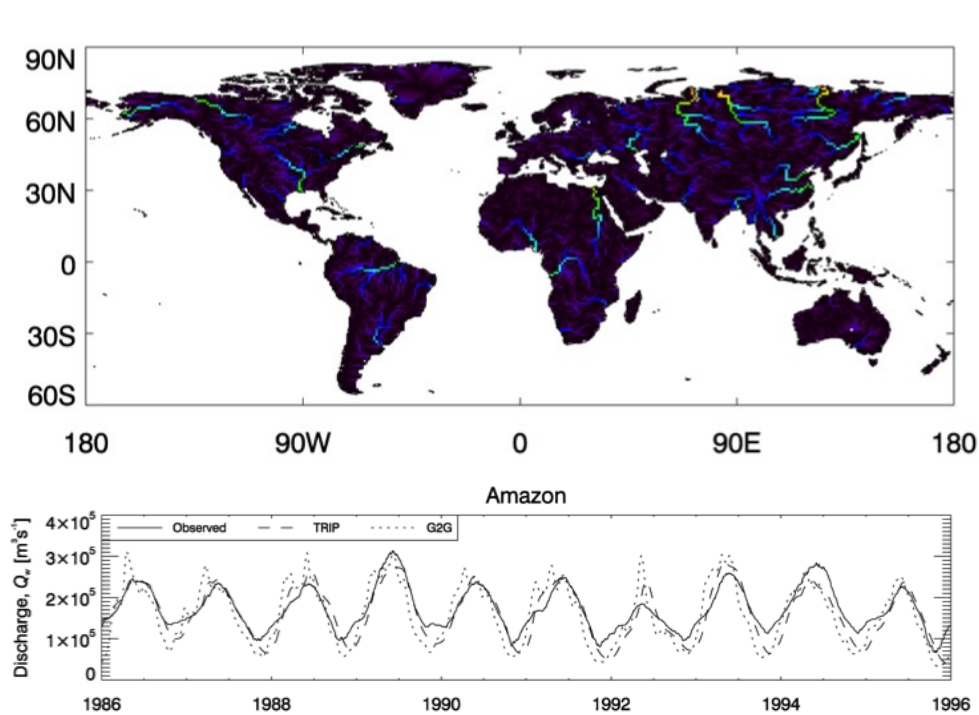 90N
60N
30N
0
30S
60S
180 90W 0 90E 180
Amazon
Discharge, Qw [m³s⁻¹]
4×10⁵
3×10⁵
2×10⁵
1×10⁵
0
Observed TRIP G2G
1986 1988 1990 1992 1994 1996